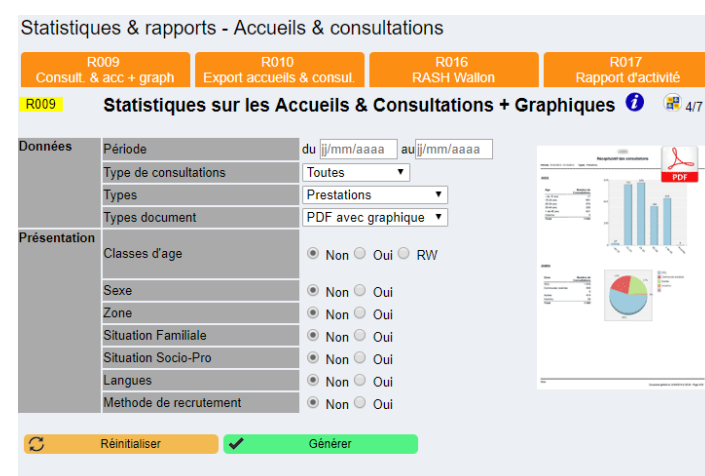 Statistiques & rapports - Accueils & consultations
R009 R010 R016 R017
Consult. & acc + graph Export accueils & consul. RASH Wallon Rapport d'activité
R009 Statistiques sur les Accueils & Consultations + Graphiques i 4/7
Données Période du jj/mm/aaaa au jj/mm/aaaa
Type de consultations Toutes
Types Prestations
Types document PDF avec graphique
PDF
Présentation Classes d'age Non Oui RW
Sexe Non Oui
Zone Non Oui
Situation Familiale Non Oui
Situation Socio-Pro Non Oui
Langues Non Oui
Methode de recrutement Non Oui
Réinitialiser Générer